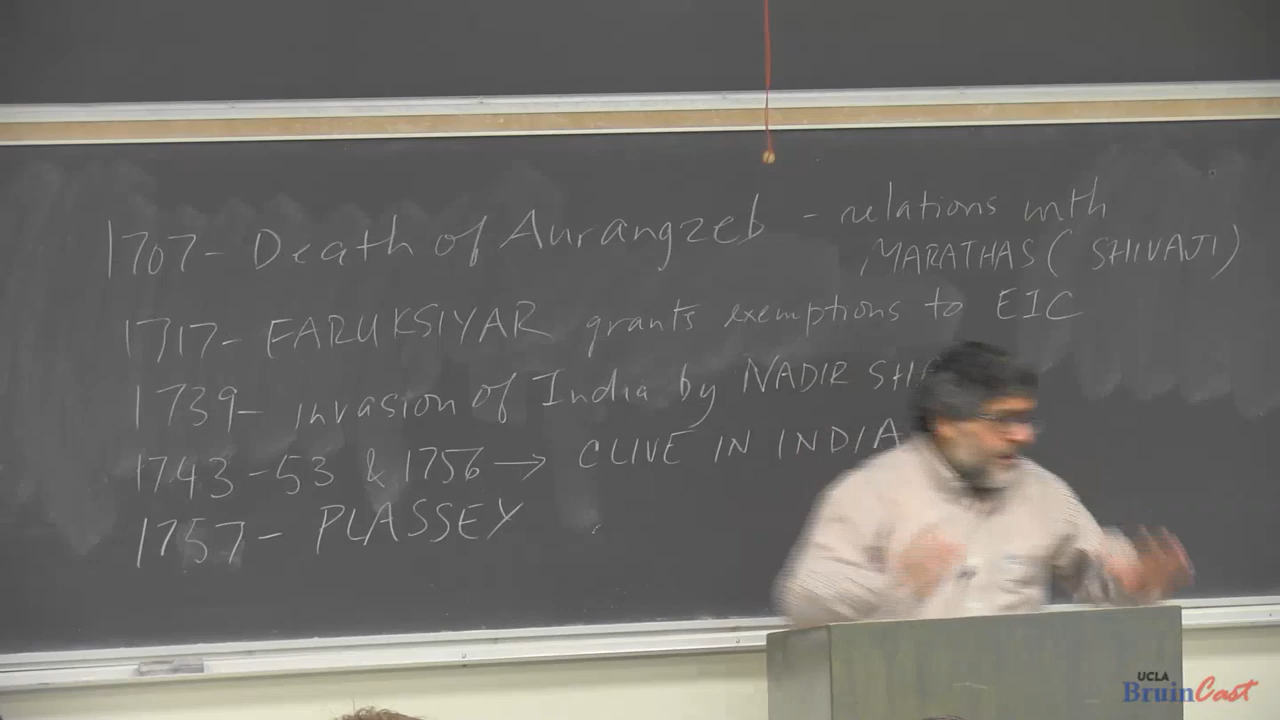 1707- Death of Aurangzeb - relations with
MARATHAS ( SHIVAJI)
1717- FARUKSIYAR grants exemptions to EIC
1739- invasion of India by NADIR
1743-53 & 1756 → CLIVE IN INDIA
1757- PLASSEY
UCLA
BruinCast